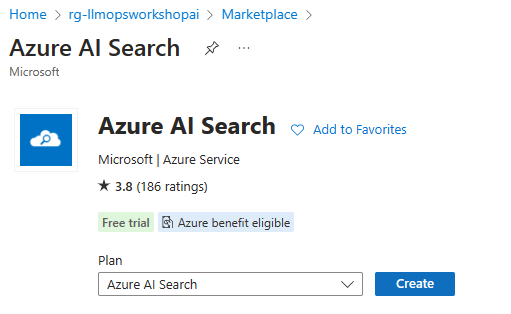 Home > rg-llmopsworkshopai > Marketplace >
Azure AI Search ...
Microsoft
Azure AI Search Add to Favorites
Microsoft | Azure Service
★ 3.8 (186 ratings)
Free trial Azure benefit eligible
Plan
Azure AI Search Create